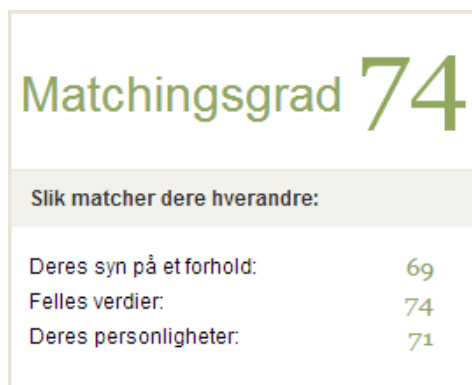 Matchingsgrad 74
Slik matcher dere hverandre:
Deres syn på et forhold: 69
Felles verdier: 74
Deres personligheter: 71